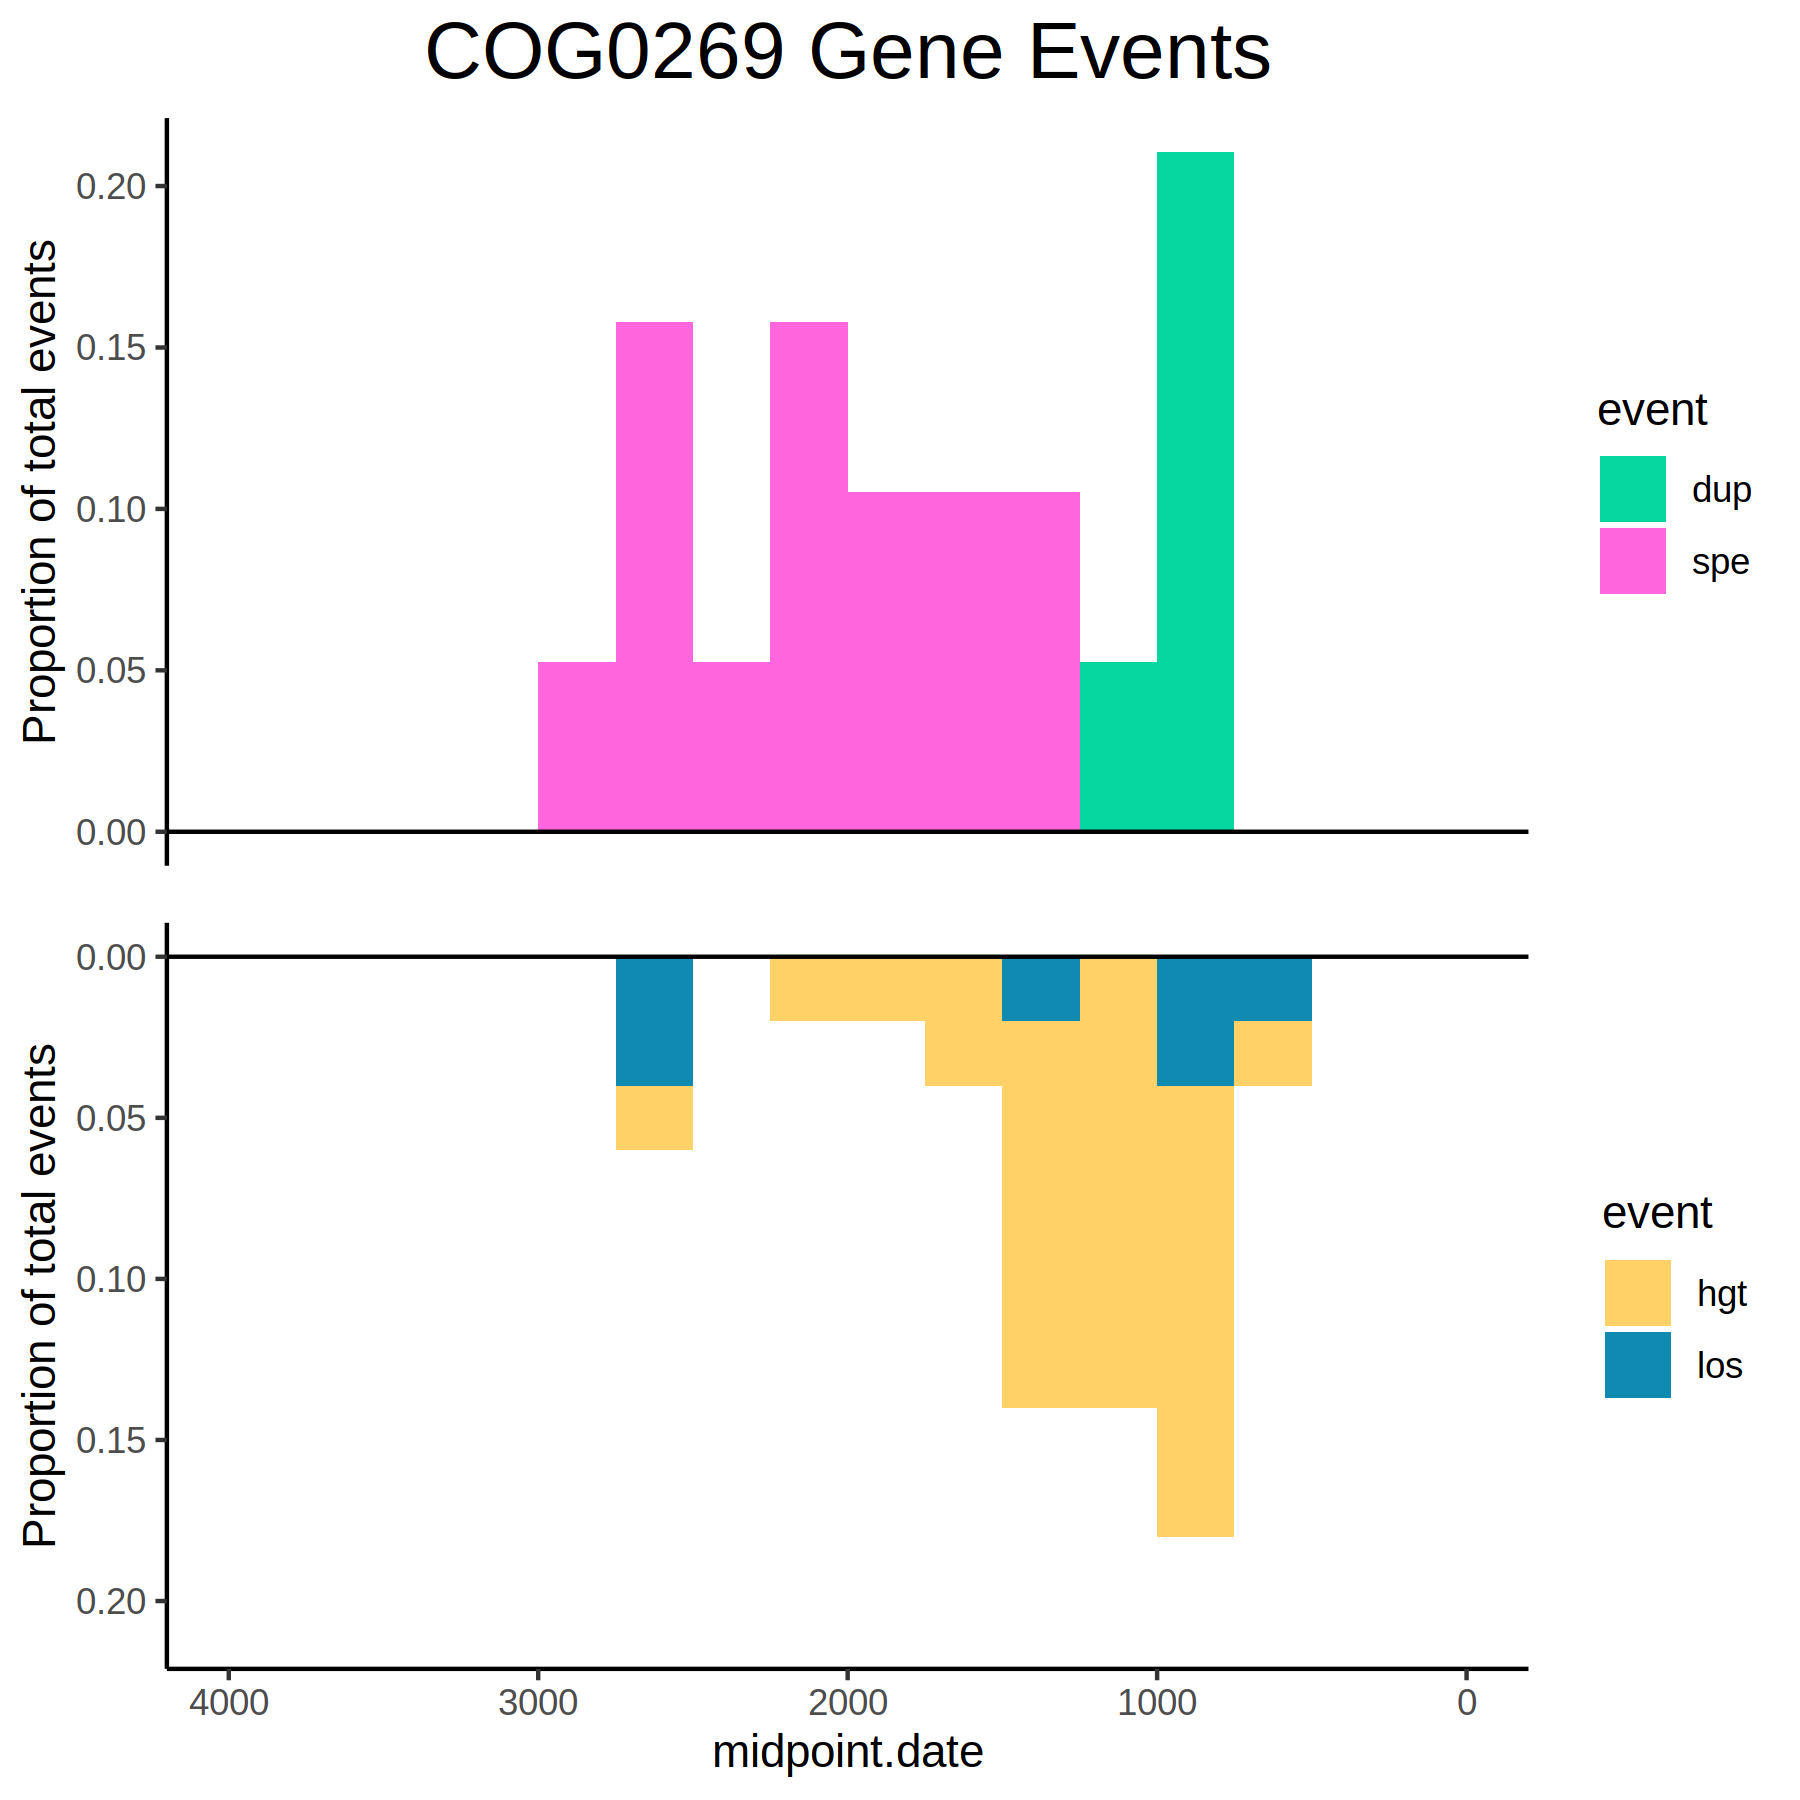 COG0269 Gene Events
Proportion of total events
0.20
0.15
0.10
0.05
0.00
event
dup
spe
Proportion of total events
0.00
0.05
0.10
0.15
0.20
event
hgt
los
4000 3000 2000 1000 0
midpoint.date